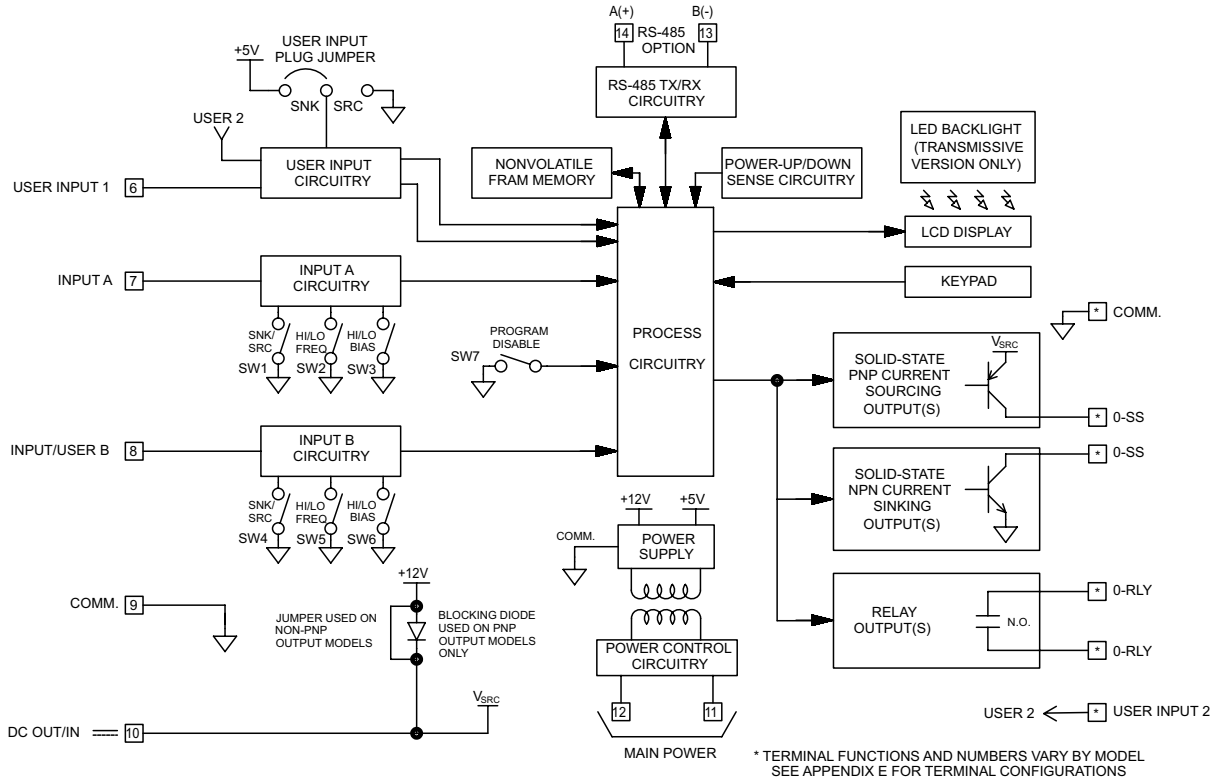 A(+)
B(-)
14
RS-485
OPTION
13
RS-485 TX/RX
CIRCUITRY
USER INPUT
PLUG JUMPER
+5V
SNK
SRC
USER 2
USER INPUT
CIRCUITRY
USER INPUT 1
6
NONVOLATILE
FRAM MEMORY
POWER-UP/DOWN
SENSE CIRCUITRY
LED BACKLIGHT
(TRANSMISSIVE
VERSION ONLY)
LCD DISPLAY
KEYPAD
INPUT A
7
INPUT A
CIRCUITRY
SNK/
SRC
SW1
HI/LO
FREQ
SW2
HI/LO
BIAS
SW3
PROGRAM
DISABLE
SW7
PROCESS
CIRCUITRY
* COMM.
SOLID-STATE
PNP CURRENT
SOURCING
OUTPUT(S)
VSRC
* 0-SS
INPUT/USER B
8
INPUT B
CIRCUITRY
SNK/
SRC
SW4
HI/LO
FREQ
SW5
HI/LO
BIAS
SW6
SOLID-STATE
NPN CURRENT
SINKING
OUTPUT(S)
* 0-SS
+12V
+5V
COMM.
POWER
SUPPLY
COMM.
9
+12V
JUMPER USED ON
NON-PNP
OUTPUT MODELS
BLOCKING DIODE
USED ON PNP
OUTPUT MODELS
ONLY
POWER CONTROL
CIRCUITRY
RELAY
OUTPUT(S)
N.O.
* 0-RLY
* 0-RLY
DC OUT/IN
10
VSRC
12
11
MAIN POWER
USER 2
* USER INPUT 2
* TERMINAL FUNCTIONS AND NUMBERS VARY BY MODEL
SEE APPENDIX E FOR TERMINAL CONFIGURATIONS